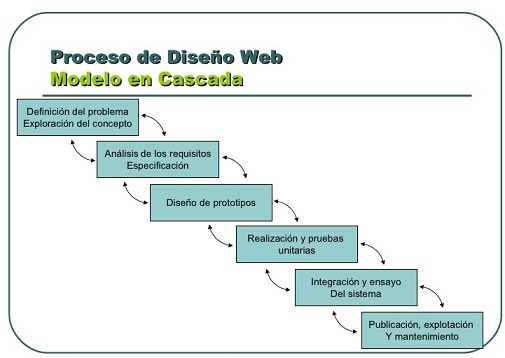 Proceso de Diseño Web
Modelo en Cascada
Definición del problema
Exploración del concepto
Análisis de los requisitos
Especificación
Diseño de prototipos
Realización y pruebas
unitarias
Integración y ensayo
Del sistema
Publicación, explotación
Y mantenimiento